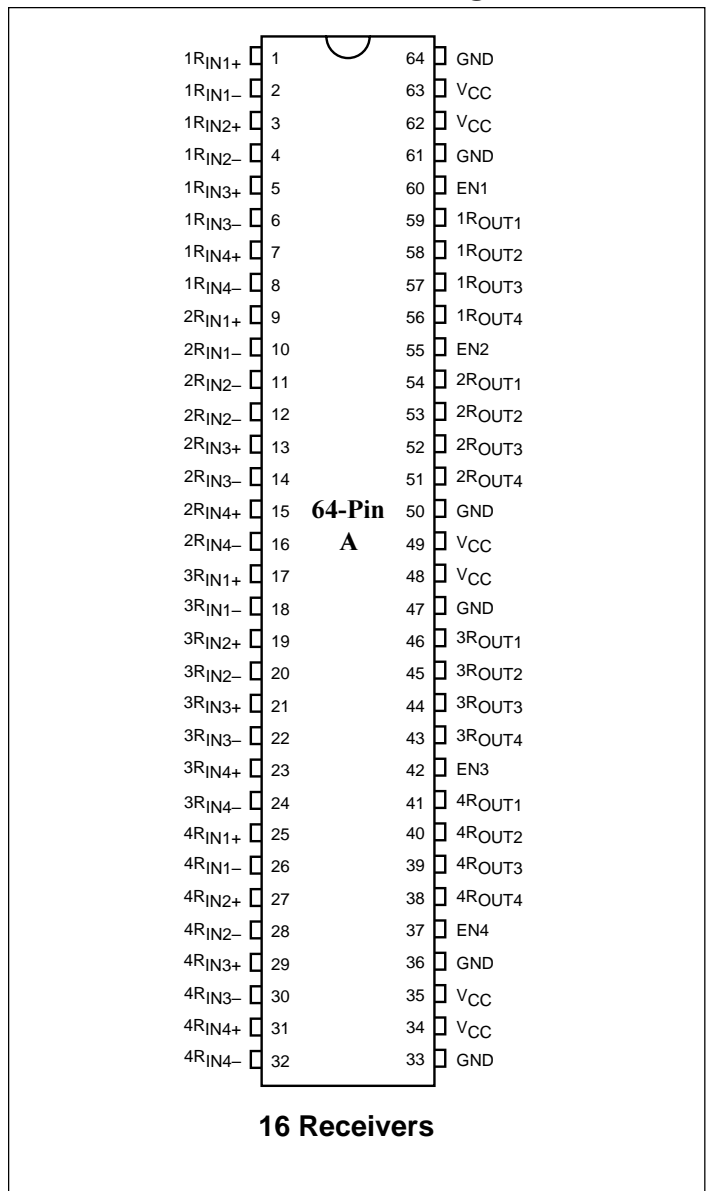 1RIN1+ 1 64 GND
1RIN1– 2 63 VCC
1RIN2+ 3 62 VCC
1RIN2– 4 61 GND
1RIN3+ 5 60 EN1
1RIN3– 6 59 1ROUT1
1RIN4+ 7 58 1ROUT2
1RIN4– 8 57 1ROUT3
2RIN1+ 9 56 1ROUT4
2RIN1– 10 55 EN2
2RIN2– 11 54 2ROUT1
2RIN2– 12 53 2ROUT2
2RIN3+ 13 52 2ROUT3
2RIN3– 14 51 2ROUT4
2RIN4+ 15 64-Pin 50 GND
2RIN4– 16 A 49 VCC
3RIN1+ 17 48 VCC
3RIN1– 18 47 GND
3RIN2+ 19 46 3ROUT1
3RIN2– 20 45 3ROUT2
3RIN3+ 21 44 3ROUT3
3RIN3– 22 43 3ROUT4
3RIN4+ 23 42 EN3
3RIN4– 24 41 4ROUT1
4RIN1+ 25 40 4ROUT2
4RIN1– 26 39 4ROUT3
4RIN2+ 27 38 4ROUT4
4RIN2– 28 37 EN4
4RIN3+ 29 36 GND
4RIN3– 30 35 VCC
4RIN4+ 31 34 VCC
4RIN4– 32 33 GND
16 Receivers